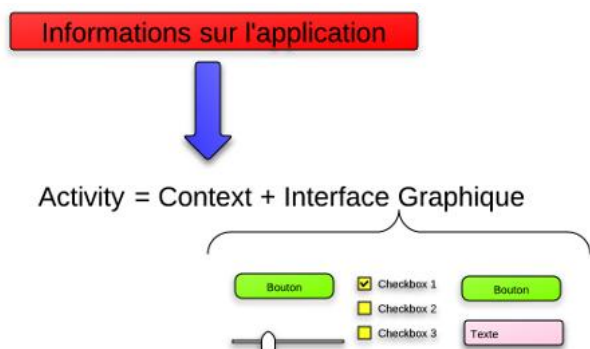 Informations sur l'application
Activity = Context + Interface Graphique
Bouton
Checkbox 1
Bouton
Checkbox 2
Checkbox 3
Texte